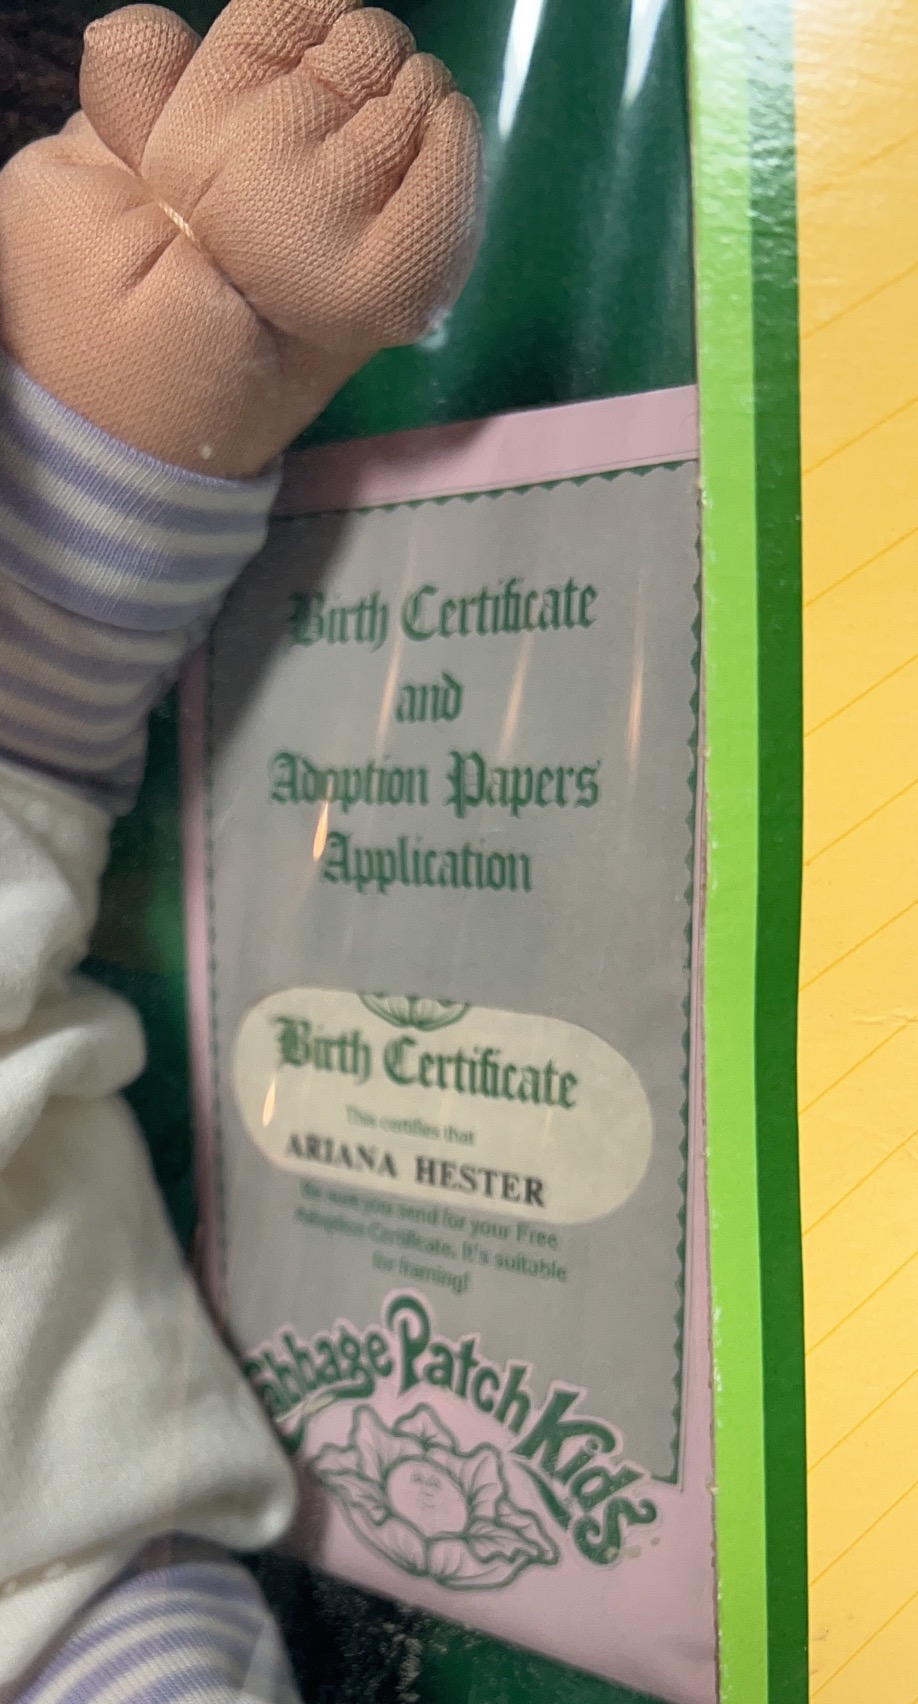 Birth Certificate
and
Adoption Papers
Application
Birth Certificate
This certifies that
ARIANA HESTER
Be sure you send for your Free
Adoption Certificate, It's suitable
for framing!
Cabbage Patch Kids